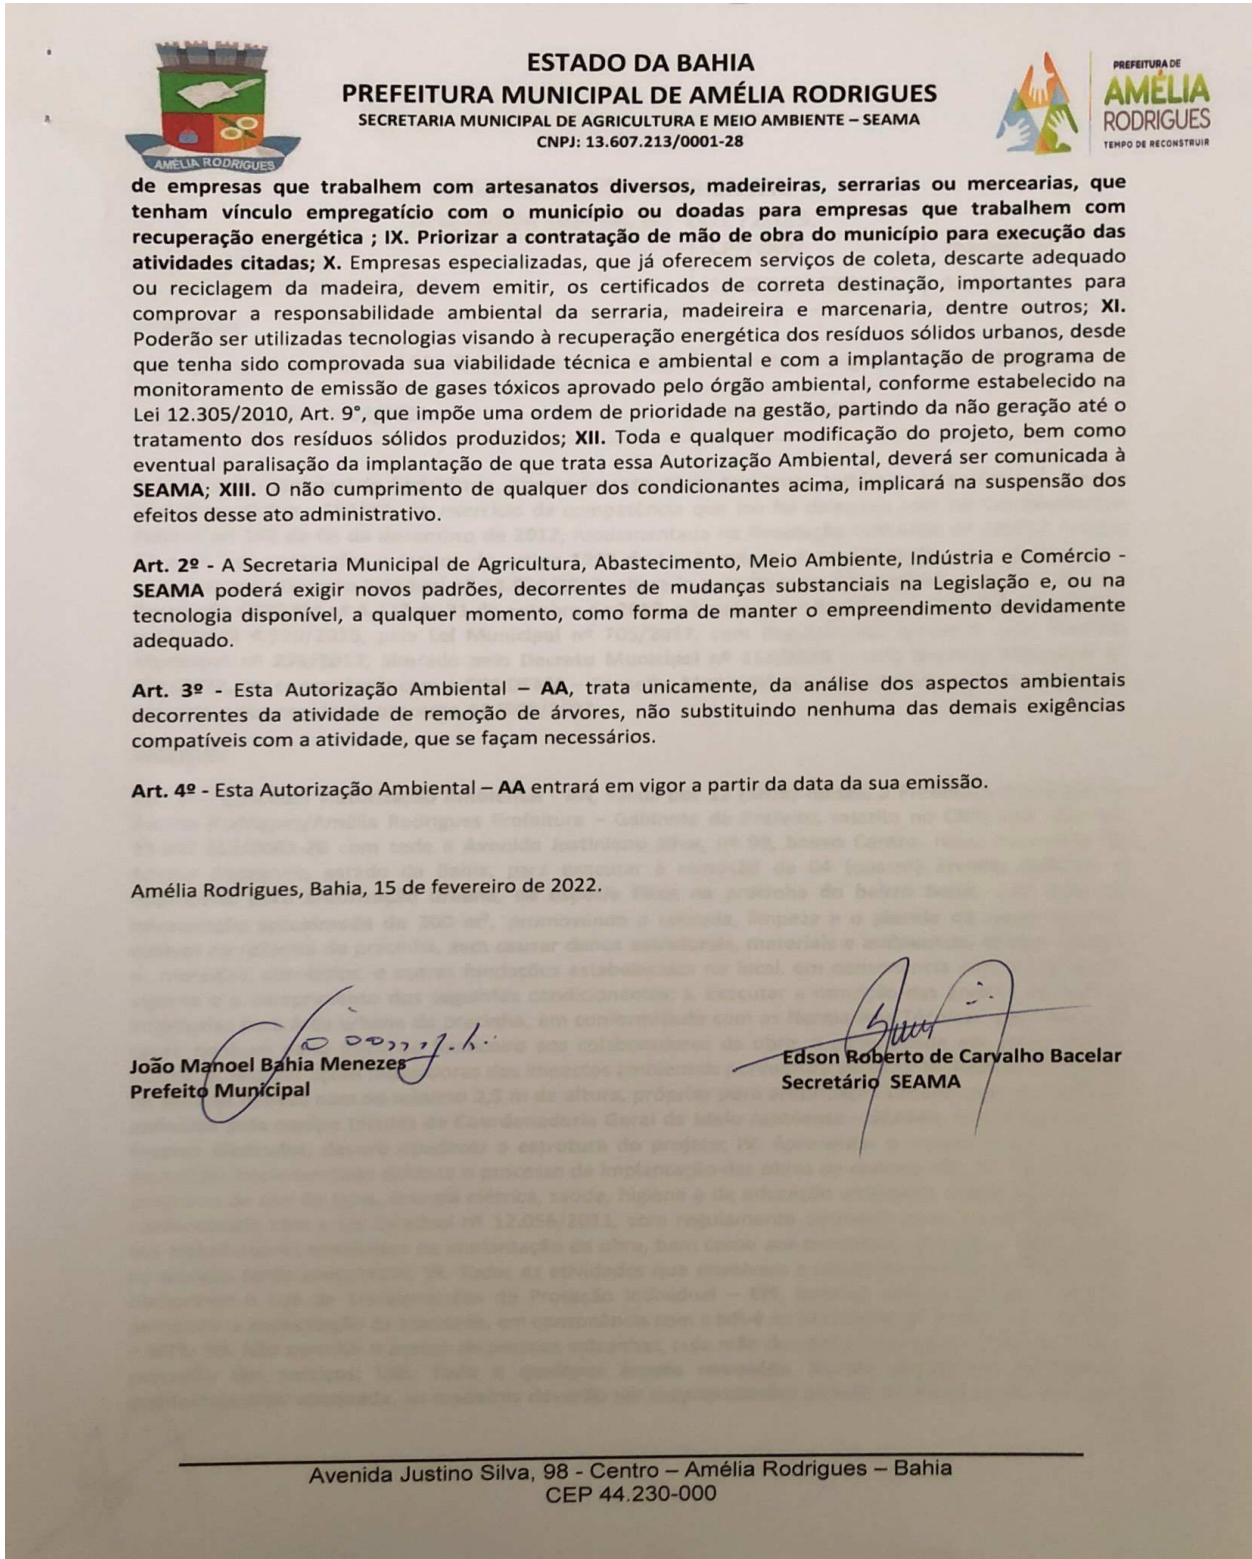 ESTADO DA BAHIA
PREFEITURA MUNICIPAL DE AMÉLIA RODRIGUES
SECRETARIA MUNICIPAL DE AGRICULTURA E MEIO AMBIENTE – SEAMA
CNPJ: 13.607.213/0001-28
AMÉLIA RODRIGUES
PREFEITURA DE
AMÉLIA
RODRIGUES
TEMPO DE RECONSTRUIR
de empresas que trabalhem com artesanatos diversos, madeireiras, serrarias ou mercearias, que
tenham vínculo empregatício com o município ou doadas para empresas que trabalhem com
recuperação energética ; IX. Priorizar a contratação de mão de obra do município para execução das
atividades citadas; X. Empresas especializadas, que já oferecem serviços de coleta, descarte adequado
ou reciclagem da madeira, devem emitir, os certificados de correta destinação, importantes para
comprovar a responsabilidade ambiental da serraria, madeireira e marcenaria, dentre outros; XI.
Poderão ser utilizadas tecnologias visando à recuperação energética dos resíduos sólidos urbanos, desde
que tenha sido comprovada sua viabilidade técnica e ambiental e com a implantação de programa de
monitoramento de emissão de gases tóxicos aprovado pelo órgão ambiental, conforme estabelecido na
Lei 12.305/2010, Art. 9°, que impõe uma ordem de prioridade na gestão, partindo da não geração até o
tratamento dos resíduos sólidos produzidos; XII. Toda e qualquer modificação do projeto, bem como
eventual paralisação da implantação de que trata essa Autorização Ambiental, deverá ser comunicada à
SEAMA; XIII. O não cumprimento de qualquer dos condicionantes acima, implicará na suspensão dos
efeitos desse ato administrativo.
Art. 2º - A Secretaria Municipal de Agricultura, Abastecimento, Meio Ambiente, Indústria e Comércio -
SEAMA poderá exigir novos padrões, decorrentes de mudanças substanciais na Legislação e, ou na
tecnologia disponível, a qualquer momento, como forma de manter o empreendimento devidamente
adequado.
Art. 3º - Esta Autorização Ambiental – AA, trata unicamente, da análise dos aspectos ambientais
decorrentes da atividade de remoção de árvores, não substituindo nenhuma das demais exigências
compatíveis com a atividade, que se façam necessários.
Art. 4º - Esta Autorização Ambiental – AA entrará em vigor a partir da data da sua emissão.
Amélia Rodrigues, Bahia, 15 de fevereiro de 2022.
João Manoel Bahia Menezes
Prefeito Municipal
Edson Roberto de Carvalho Bacelar
Secretário SEAMA
Avenida Justino Silva, 98 - Centro – Amélia Rodrigues – Bahia
CEP 44.230-000